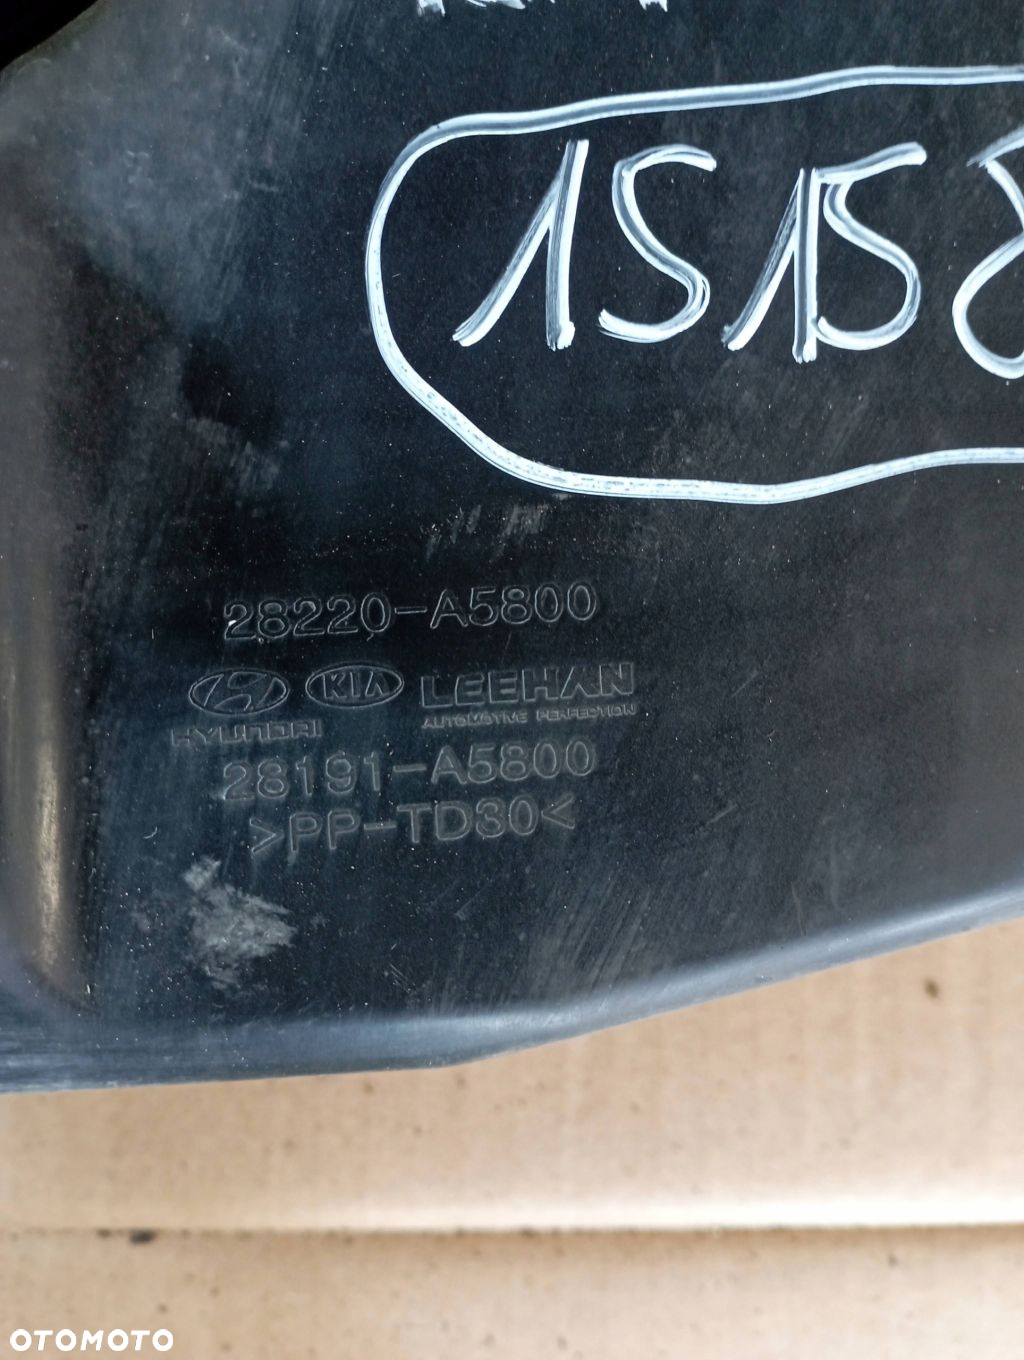 15158
28220-A5800
HYUNDAI KIA LEEHAN
AUTOMOTIVE PERFECTION
28191-A5800
>PP-TD30<
OTOMOTO